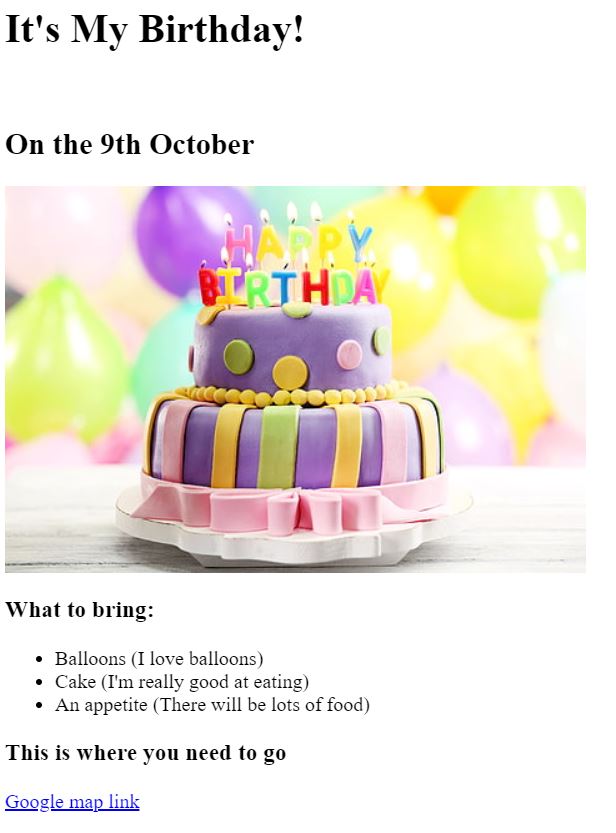 It's My Birthday!
On the 9th October
HAPPY
BIRTHDAY
What to bring:
Balloons (I love balloons)
Cake (I'm really good at eating)
An appetite (There will be lots of food)
This is where you need to go
Google map link